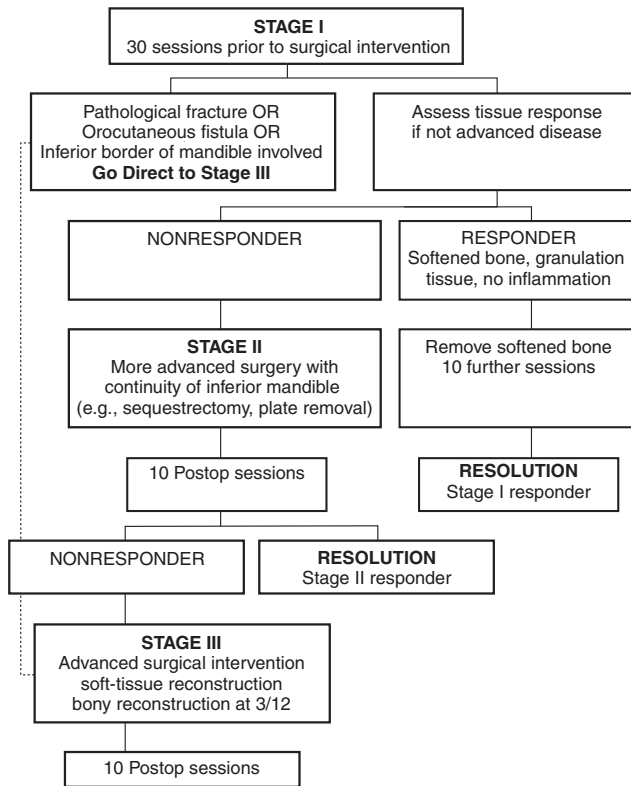 STAGE I
30 sessions prior to surgical intervention
Pathological fracture OR
Orocutaneous fistula OR
Inferior border of mandible involved
Go Direct to Stage III
Assess tissue response
if not advanced disease
NONRESPONDER
RESPONDER
Softened bone, granulation
tissue, no inflammation
STAGE II
More advanced surgery with
continuity of inferior mandible
(e.g., sequestrectomy, plate removal)
Remove softened bone
10 further sessions
10 Postop sessions
RESOLUTION
Stage I responder
NONRESPONDER
RESOLUTION
Stage II responder
STAGE III
Advanced surgical intervention
soft-tissue reconstruction
bony reconstruction at 3/12
10 Postop sessions